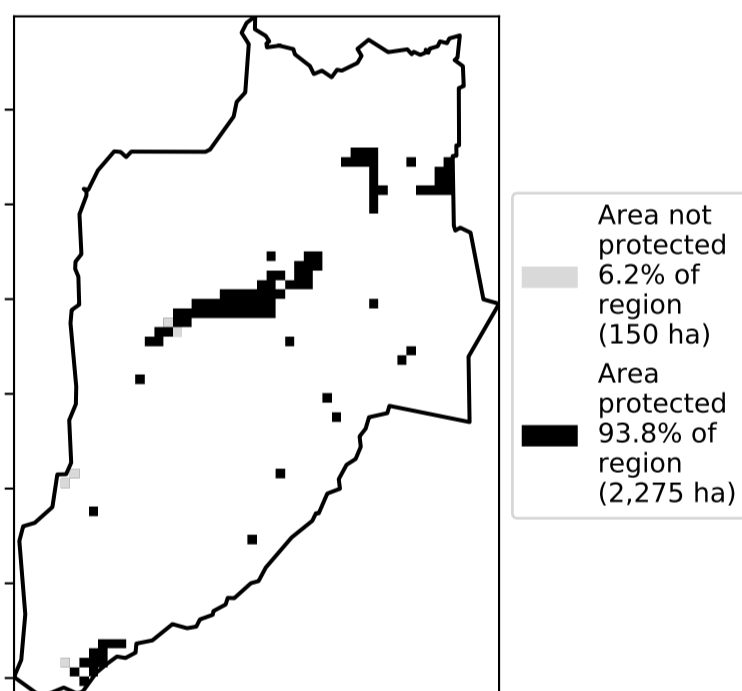 Area not
protected
6.2% of
region
(150 ha)
Area
protected
93.8% of
region
(2,275 ha)